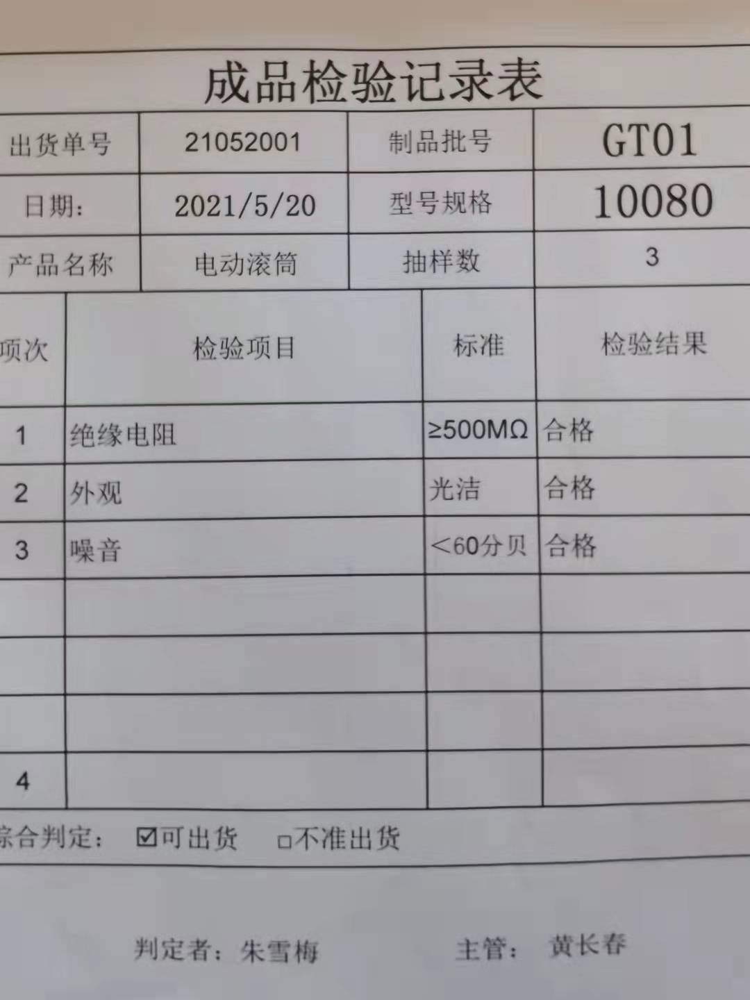 成品检验记录表
出货单号 21052001 制品批号 GT01
日期： 2021/5/20 型号规格 10080
产品名称 电动滚筒 抽样数 3
项次 检验项目 标准 检验结果
1 绝缘电阻 ≥500MΩ 合格
2 外观 光洁 合格
3 噪音 ＜60分贝 合格
4
综合判定： ☑可出货 □不准出货
判定者：朱雪梅 主管： 黄长春